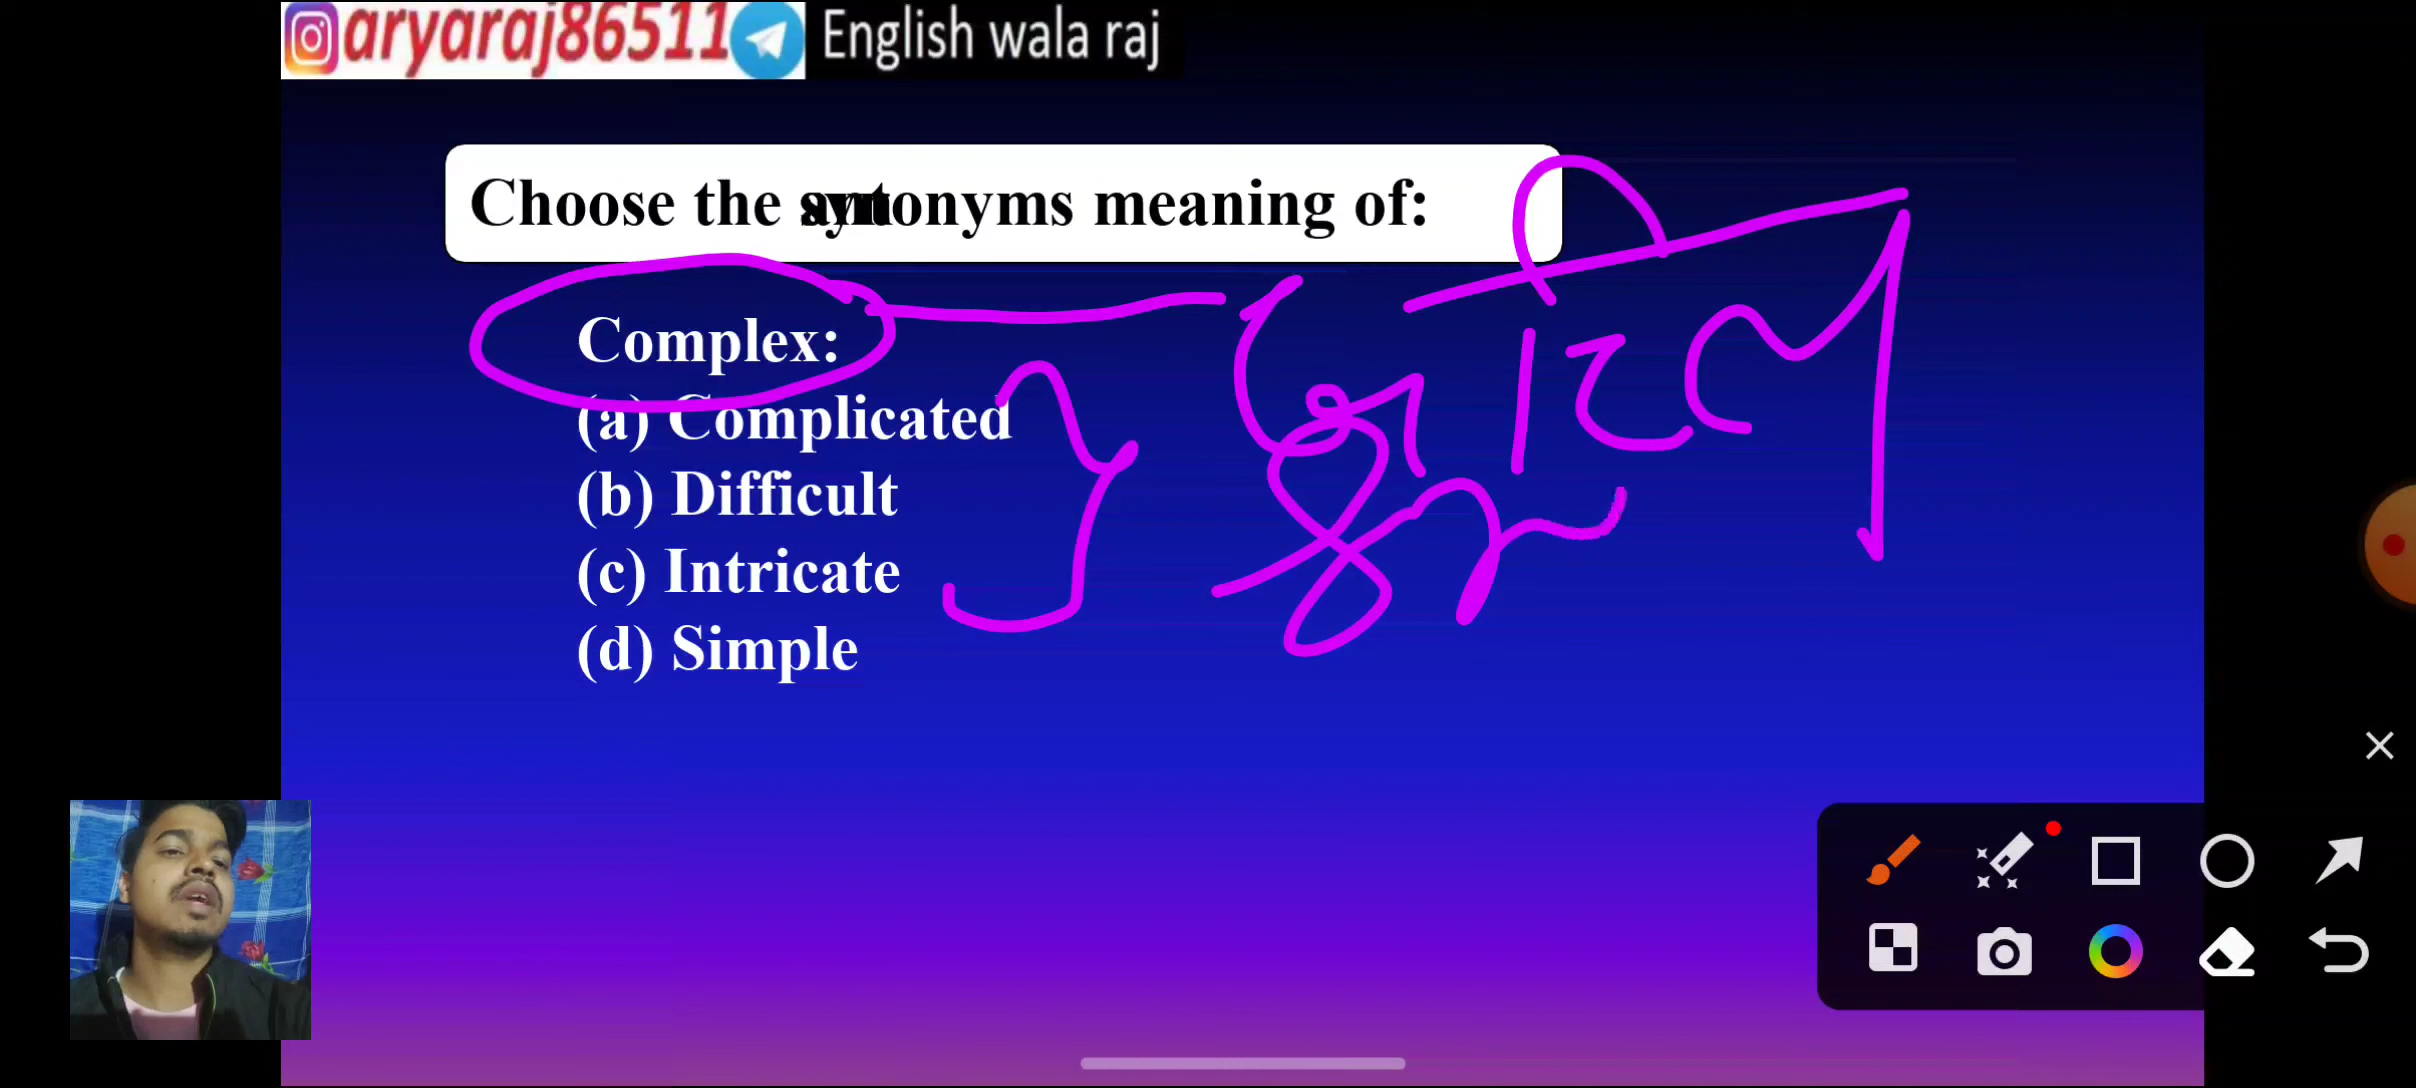 aryaraj86511 English wala raj
Choose the antonyms meaning of:
Complex:
(a) Complicated
(b) Difficult
(c) Intricate
(d) Simple